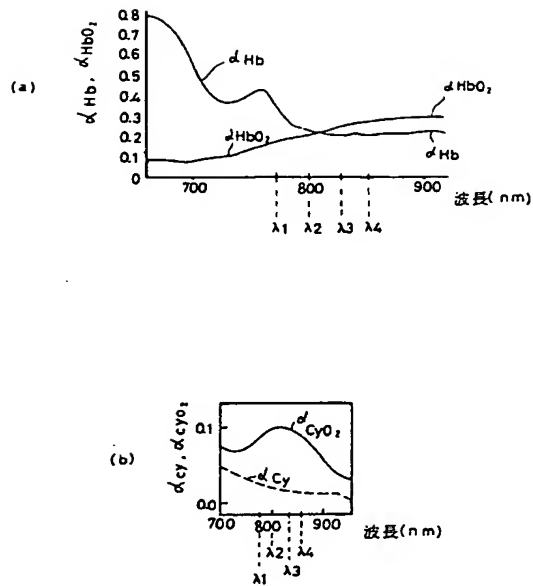 (a)
αHb, αHbO₂
0.8
0.7
0.6
0.5
0.4
0.3
0.2
0.1
0
αHb
αHbO₂
αHbO₂
αHb
700
800
900
波長(nm)
λ1
λ2
λ3
λ4
(b)
αcy, αcyo₂
0.1
0.0
αCyO₂
αCy
700
800
900
波長(nm)
λ2
λ4
λ1
λ3